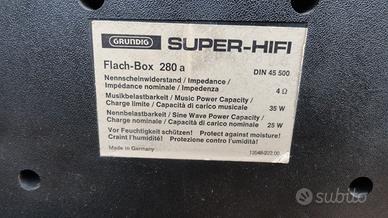 GRUNDIG SUPER-HIFI
Flach-Box 280 a DIN 45 500
Nennscheinwiderstand / Impedance /
Impédance nominale / Impedenza 4 Ω
Musikbelastbarkeit / Music Power Capacity /
Charge limite / Capacità di carico musicale 35 W
Nennbelastbarkeit / Sine Wave Power Capacity /
Charge nominale / Capacità di carico nominale 25 W
Vor Feuchtigkeit schützen! Protect against moisture!
Craint l'humidité! Protezione contro l'umidità!
Made in Germany
subito